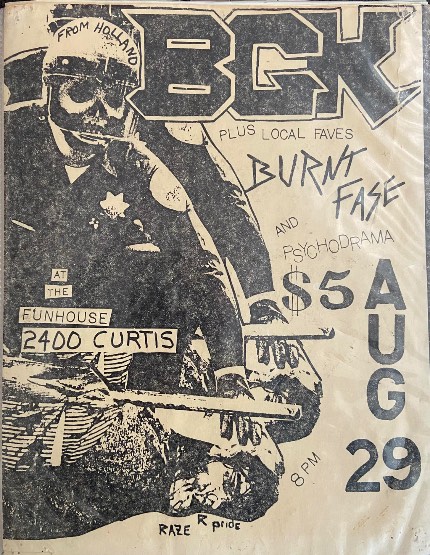 FROM HOLLAND
BGK
PLUS LOCAL FAVES
BURNT
FASE
AND
PSYCHODRAMA
$5
AUG
29
AT
THE
FUNHOUSE
2400 CURTIS
8 PM
RAZE R pride